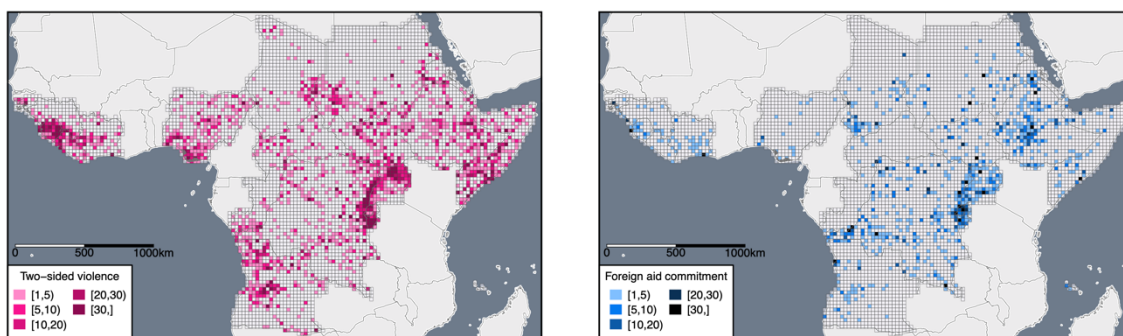 0 500 1000km
Two-sided violence
[1,5) [20,30)
[5,10) [30,]
[10,20)
0 500 1000km
Foreign aid commitment
[1,5) [20,30)
[5,10) [30,]
[10,20)